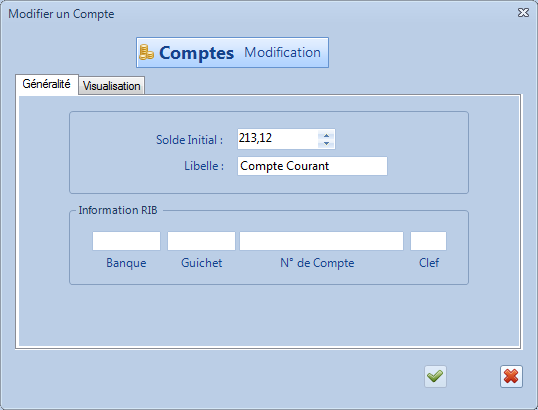 Modifier un Compte
Comptes Modification
Généralité Visualisation
Solde Initial : 213,12
Libelle : Compte Courant
Information RIB
Banque Guichet N° de Compte Clef